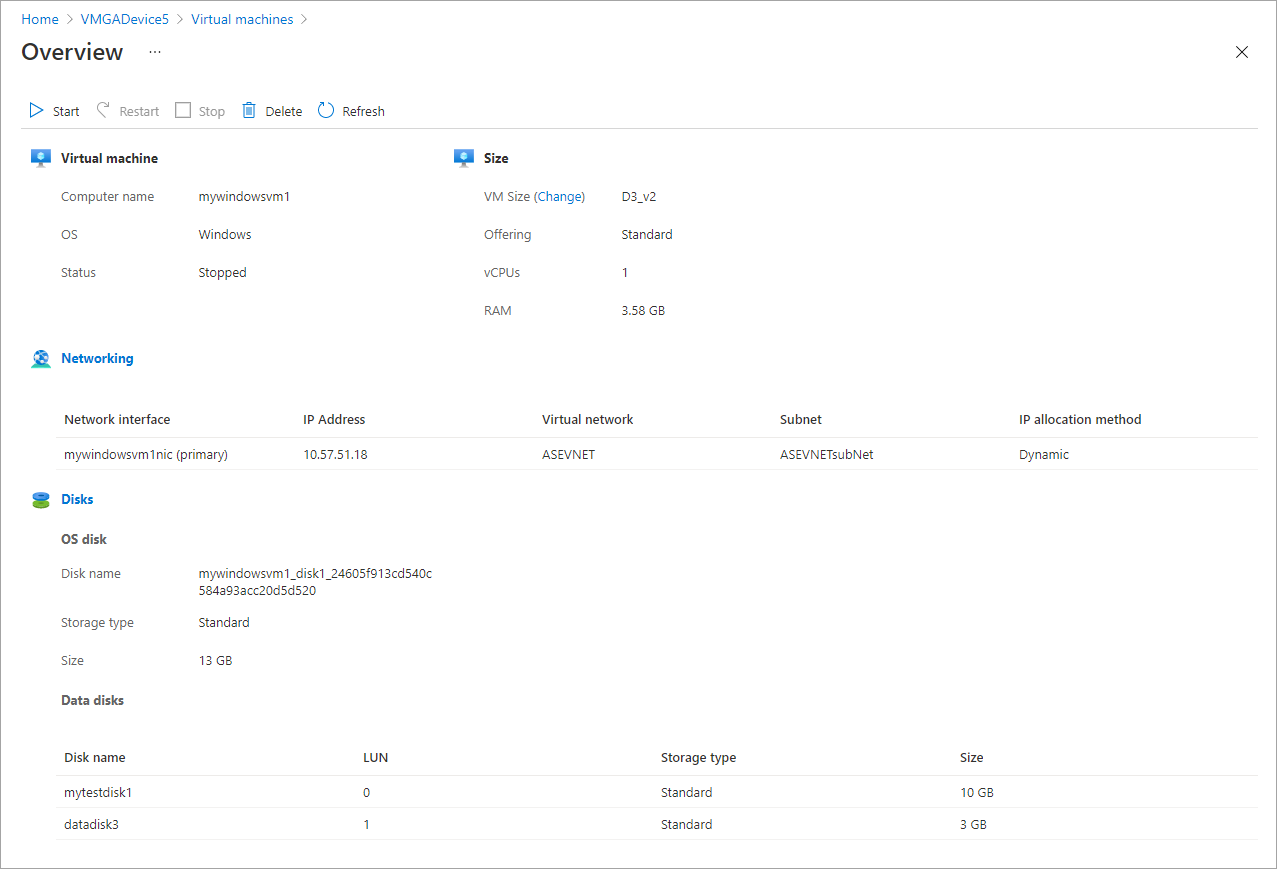 Home > VMGADevice5 > Virtual machines >
Overview ...
Start Restart Stop Delete Refresh
Virtual machine Size
Computer name mywindowsvm1 VM Size (Change) D3_v2
OS Windows Offering Standard
Status Stopped vCPUs 1
RAM 3.58 GB
Networking
Network interface IP Address Virtual network Subnet IP allocation method
mywindowsvm1nic (primary) 10.57.51.18 ASEVNET ASEVNETsubNet Dynamic
Disks
OS disk
Disk name mywindowsvm1_disk1_24605f913cd540c
584a93acc20d5d520
Storage type Standard
Size 13 GB
Data disks
Disk name LUN Storage type Size
mytestdisk1 0 Standard 10 GB
datadisk3 1 Standard 3 GB